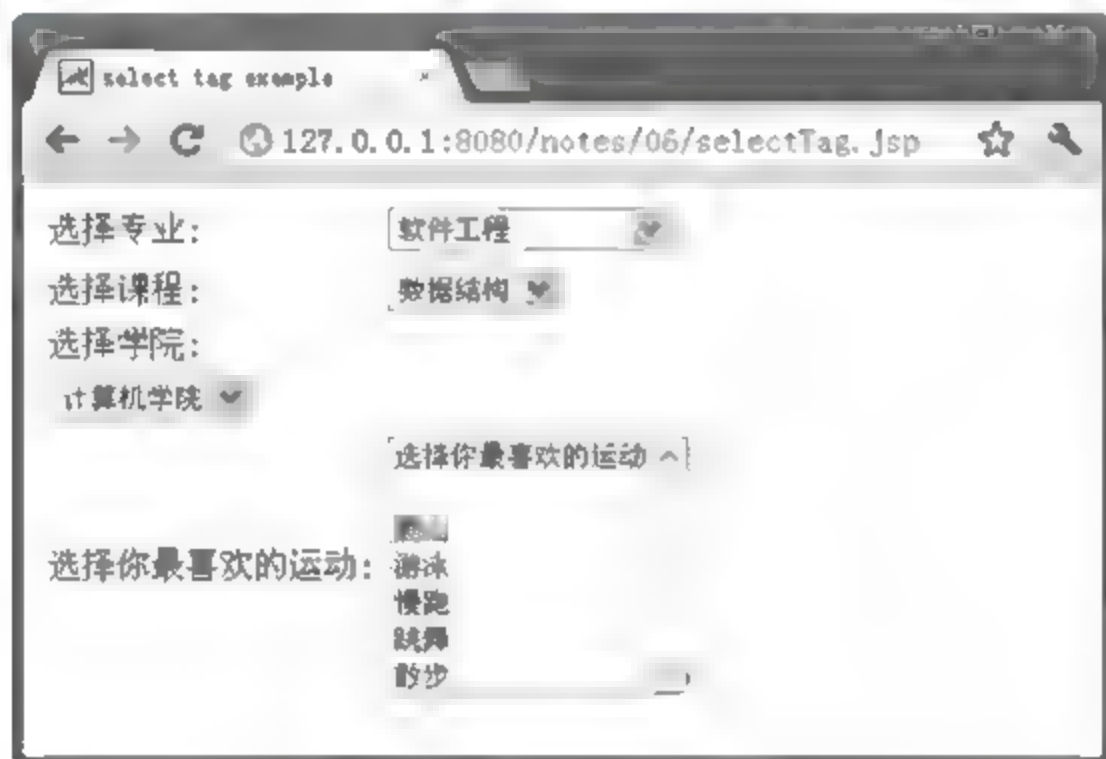 select tag example
127.0.0.1:8080/notes/06/selectTag.jsp
选择专业: 软件工程
选择课程: 数据结构
选择学院:
计算机学院
选择你最喜欢的运动
选择你最喜欢的运动: 游泳
慢跑
跳舞
散步